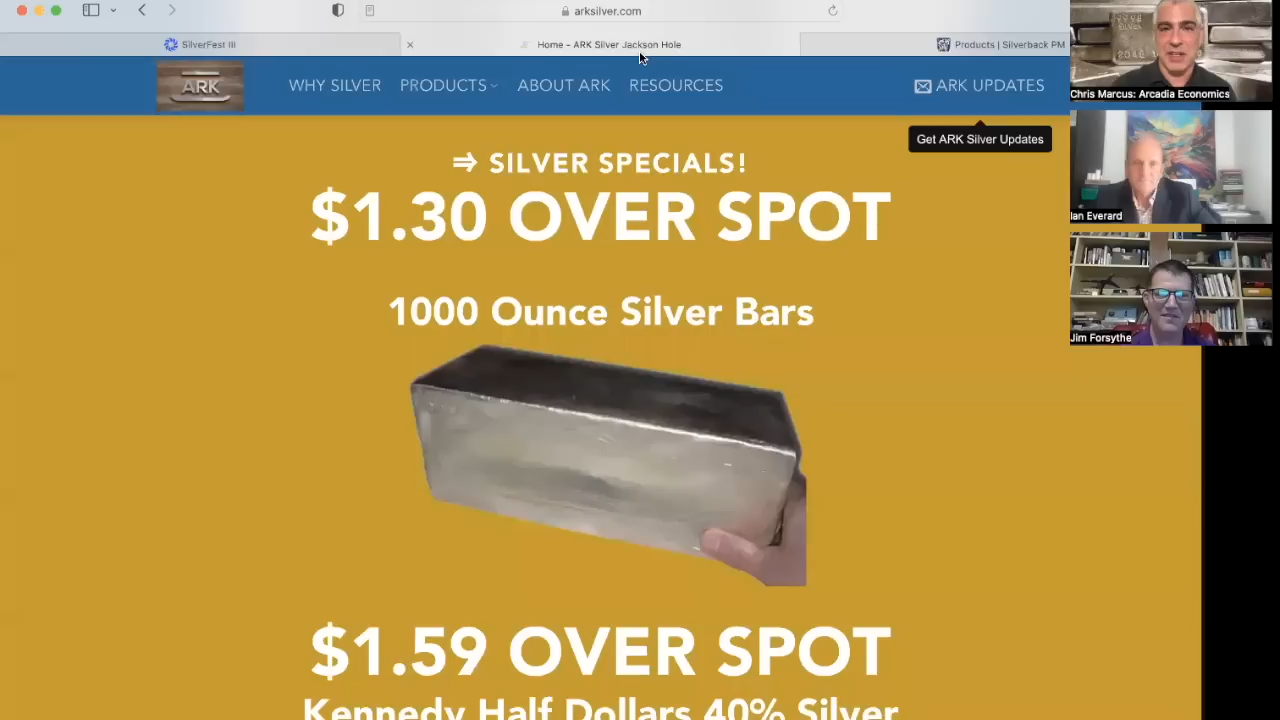 arksilver.com
SilverFest III
Home – ARK Silver Jackson Hole
Products | Silverback PM
ARK
WHY SILVER
PRODUCTS
ABOUT ARK
RESOURCES
ARK UPDATES
Get ARK Silver Updates
⇒ SILVER SPECIALS!
$1.30 OVER SPOT
1000 Ounce Silver Bars
$1.59 OVER SPOT
Kennedy Half Dollars 40% Silver
Chris Marcus: Arcadia Economics
Ian Everard
Jim Forsythe